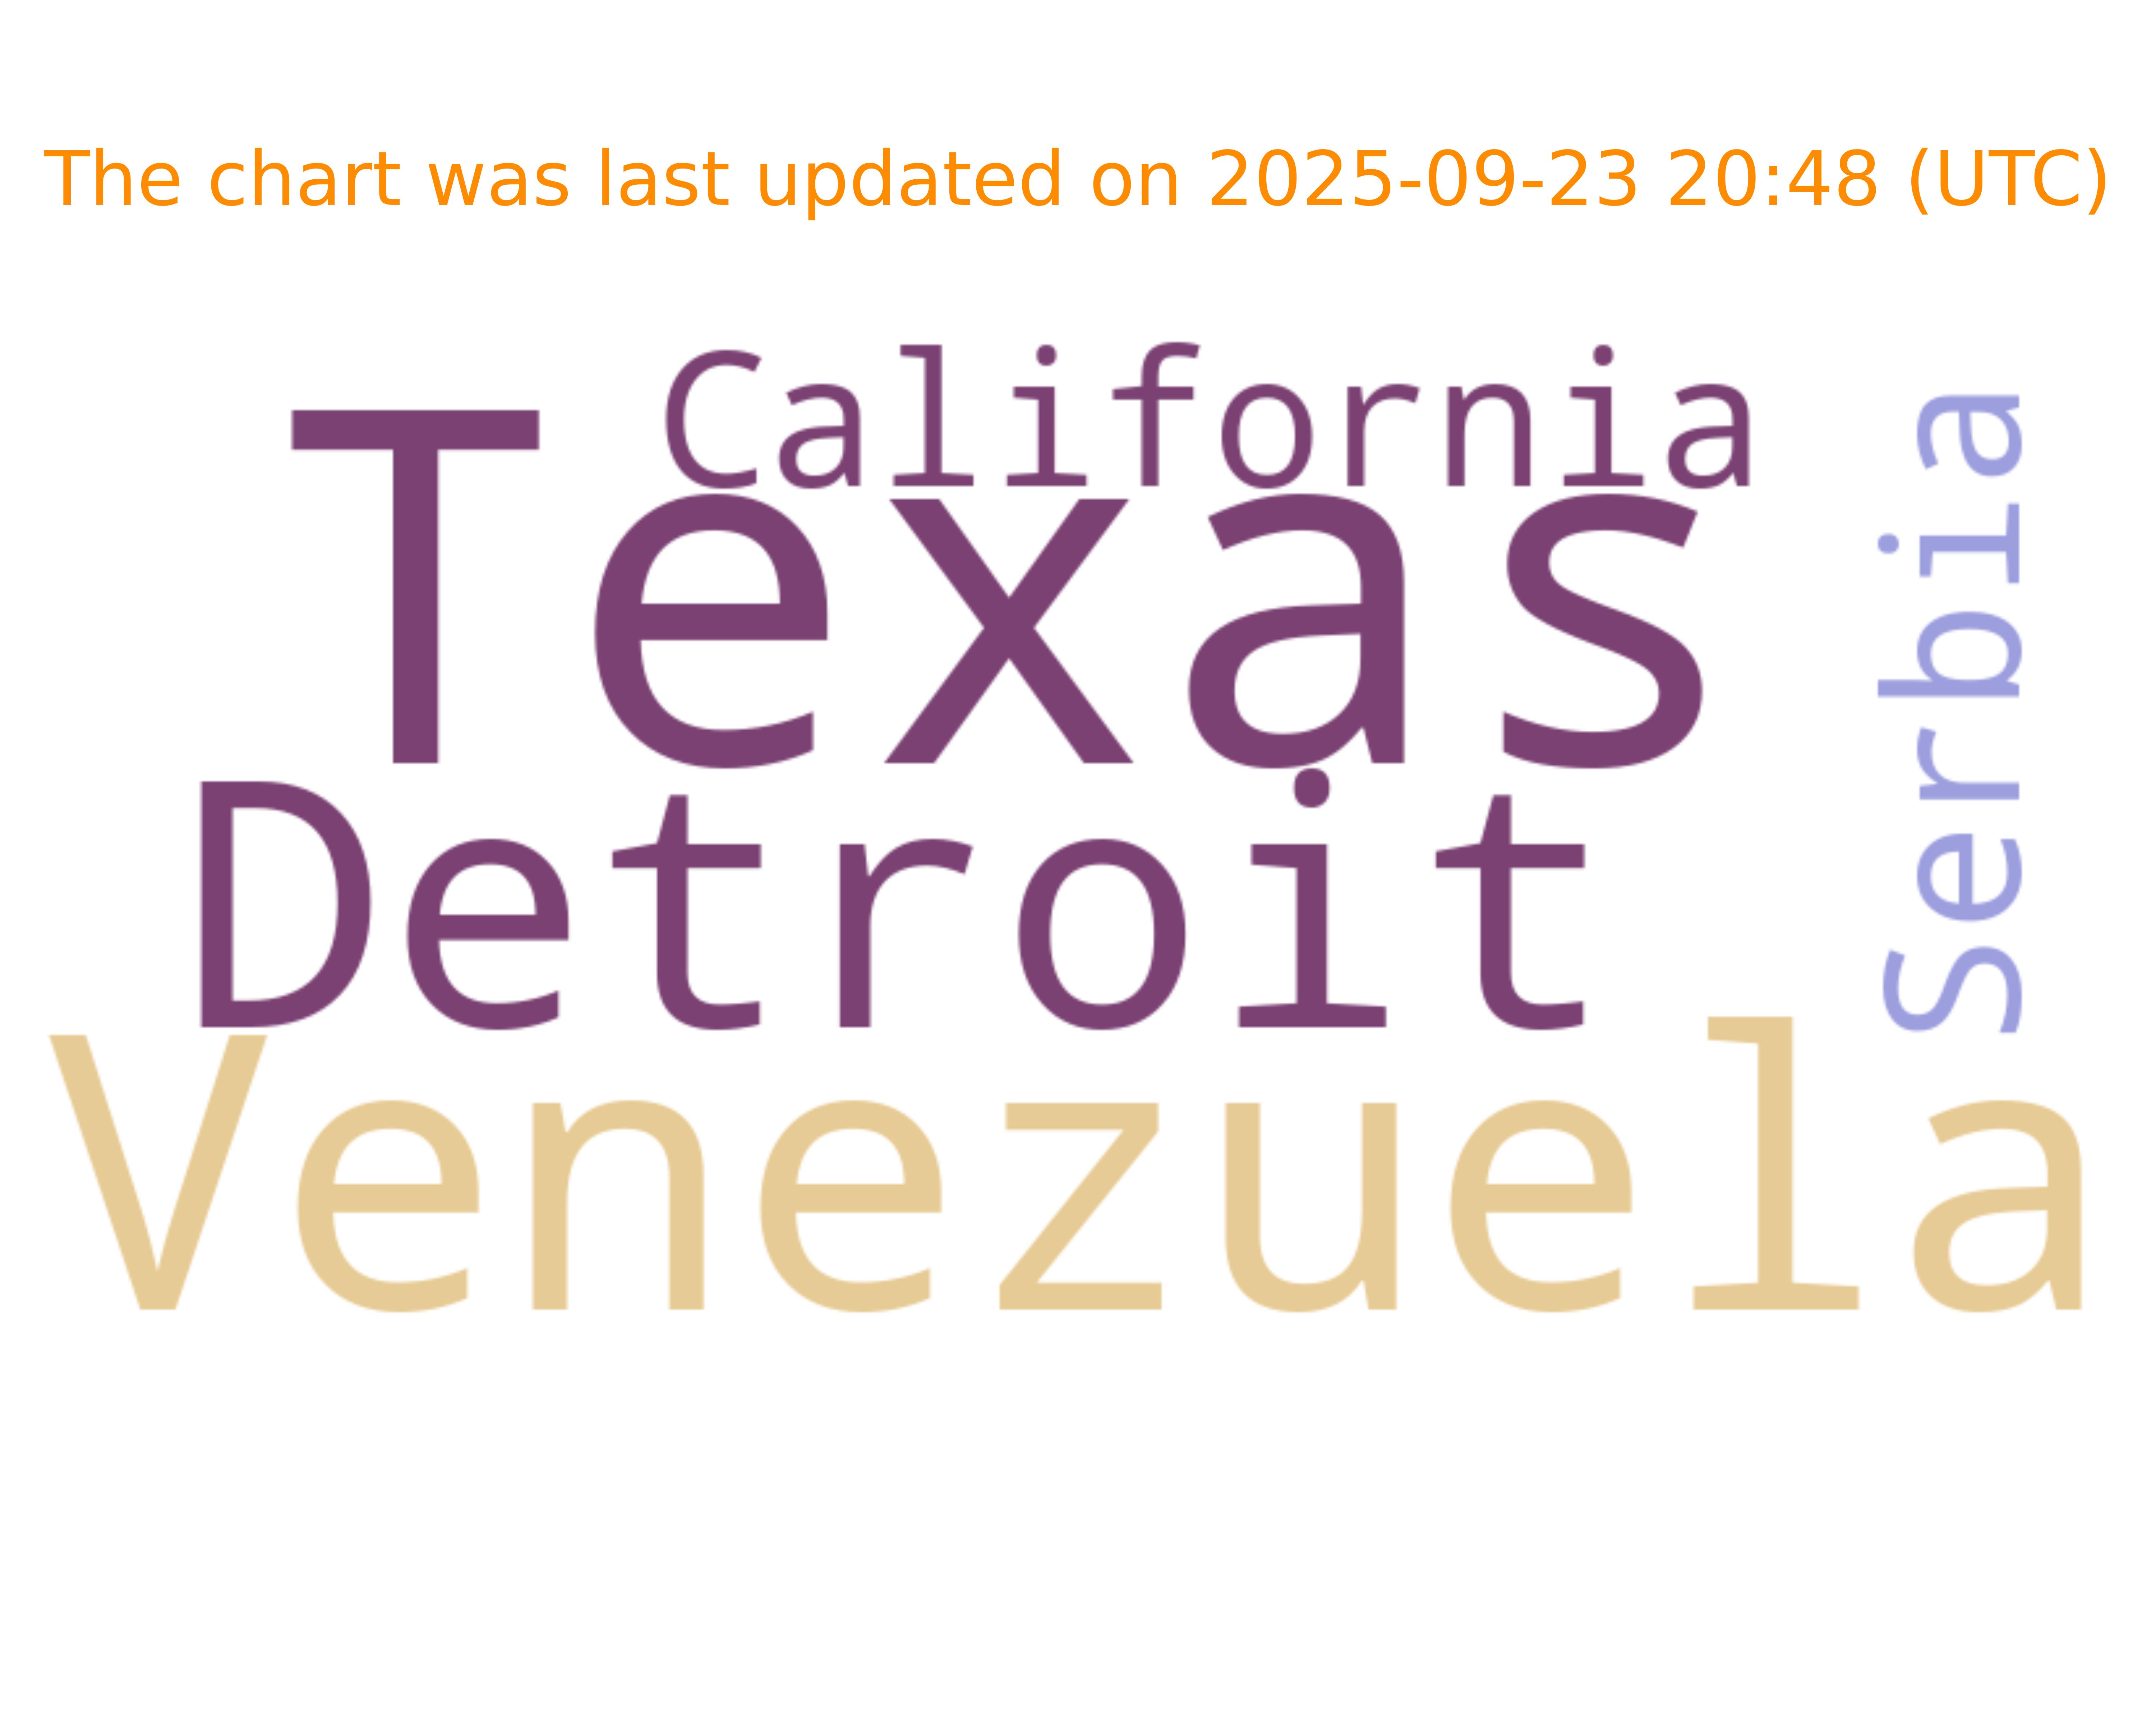 The chart was last updated on 2025-09-23 20:48 (UTC)
California
Texas
Serbia
Detroit
Venezuela